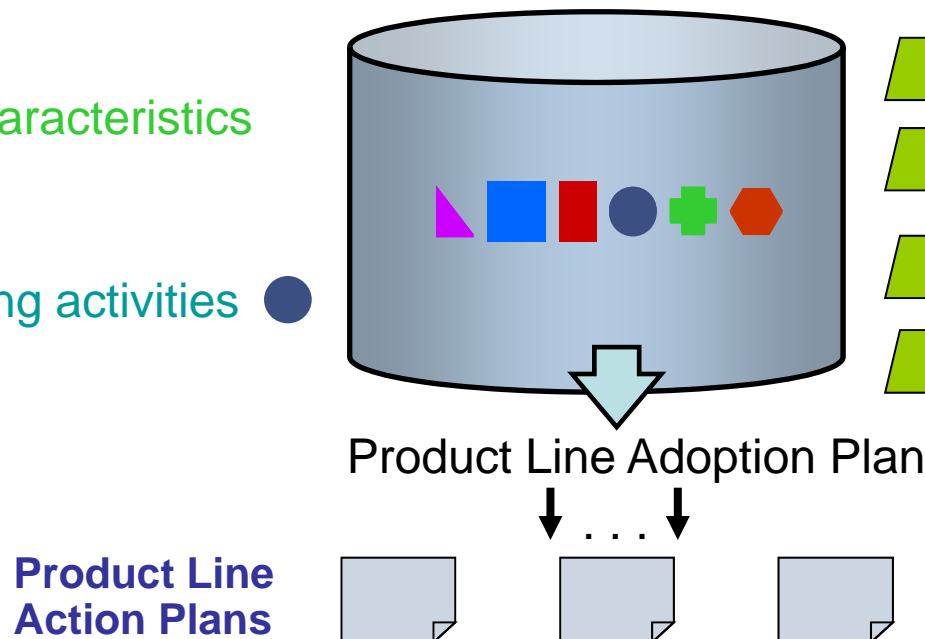 aracteristics
ng activities
Product Line Adoption Plan
. . .
Product Line
Action Plans